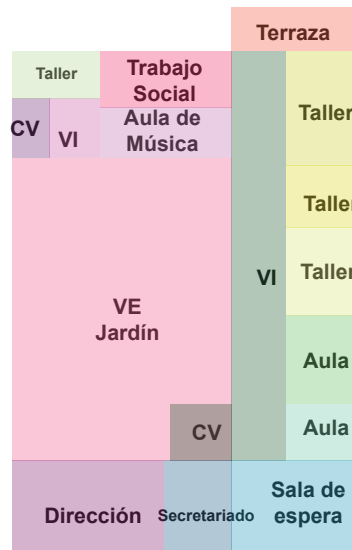 Terraza
Taller
Trabajo
Social
Taller
CV
VI
Aula de
Música
Taller
Taller
VI
VE
Jardín
Aula
CV
Aula
Dirección
Secretariado
Sala de
espera